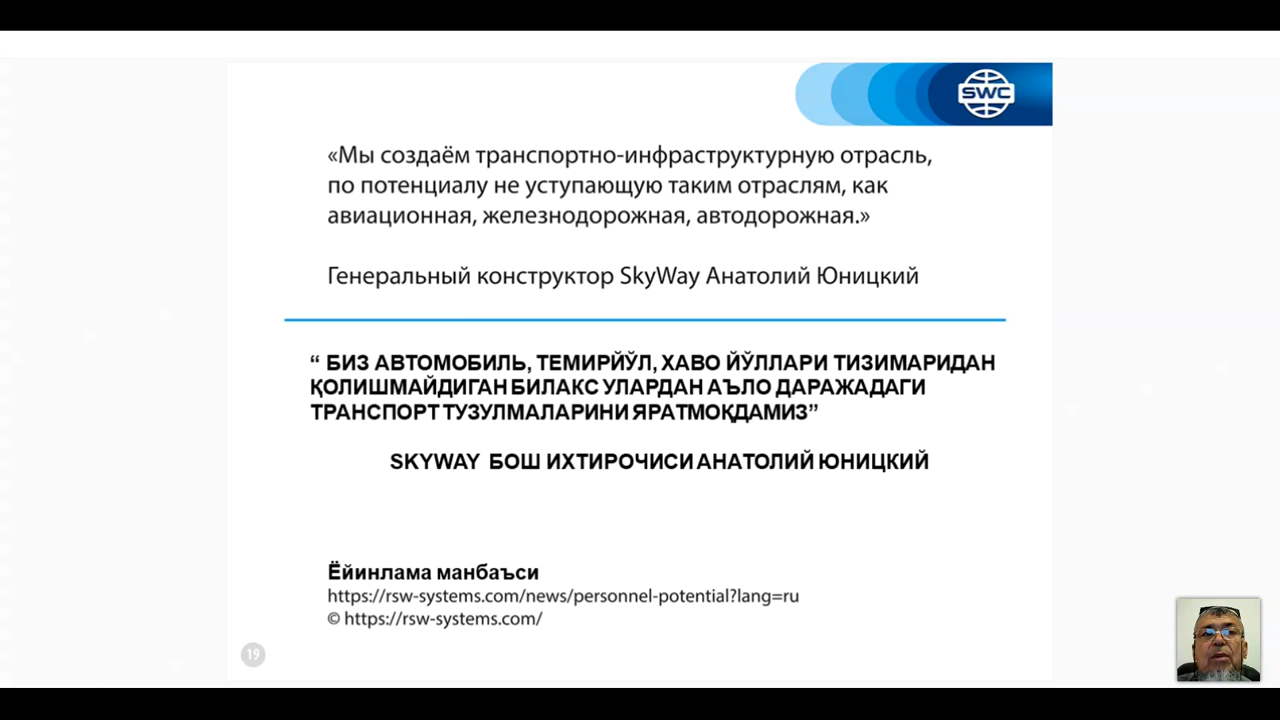 SWC
«Мы создаём транспортно-инфраструктурную отрасль,
по потенциалу не уступающую таким отраслям, как
авиационная, железнодорожная, автодорожная.»
Генеральный конструктор SkyWay Анатолий Юницкий
“ БИЗ АВТОМОБИЛЬ, ТЕМИРЙЎЛ, ХАВО ЙЎЛЛАРИ ТИЗИМАРИДАН
ҚОЛИШМАЙДИГАН БИЛАКС УЛАРДАН АЪЛО ДАРАЖАДАГИ
ТРАНСПОРТ ТУЗУЛМАЛАРИНИ ЯРАТМОҚДАМИЗ”
SKYWAY БОШ ИХТИРОЧИСИ АНАТОЛИЙ ЮНИЦКИЙ
Ёйинлама манбаъси
https://rsw-systems.com/news/personnel-potential?lang=ru
© https://rsw-systems.com/
19